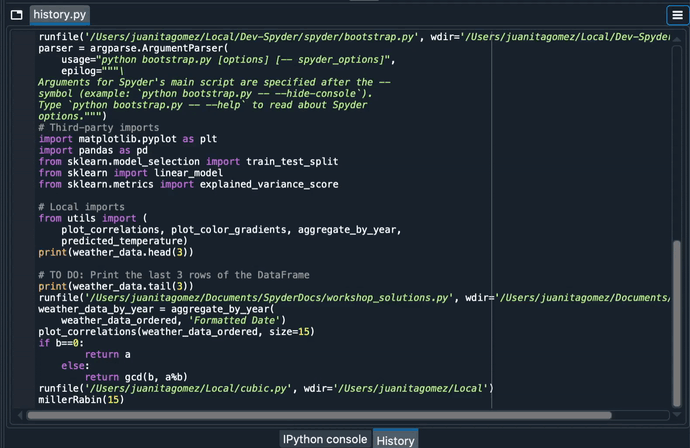 history.py
runfile('/Users/juanitagomez/Local/Dev-Spyder/spyder/bootstrap.py', wdir='/Users/juanitagomez/Local/Dev-Spyder
parser = argparse.ArgumentParser(
    usage="python bootstrap.py [options] [-- spyder_options]",
    epilog="""\
Arguments for Spyder's main script are specified after the --
symbol (example: `python bootstrap.py -- --hide-console`).
Type `python bootstrap.py -- --help` to read about Spyder
options.""")
# Third-party imports
import matplotlib.pyplot as plt
import pandas as pd
from sklearn.model_selection import train_test_split
from sklearn import linear_model
from sklearn.metrics import explained_variance_score
# Local imports
from utils import (
    plot_correlations, plot_color_gradients, aggregate_by_year,
    predicted_temperature)
print(weather_data.head(3))
# TO DO: Print the last 3 rows of the DataFrame
print(weather_data.tail(3))
runfile('/Users/juanitagomez/Documents/SpyderDocs/workshop_solutions.py', wdir='/Users/juanitagomez/Documents/
weather_data_by_year = aggregate_by_year(
    weather_data_ordered, 'Formatted Date')
plot_correlations(weather_data_ordered, size=15)
if b==0:
        return a
    else:
        return gcd(b, a%b)
runfile('/Users/juanitagomez/Local/cubic.py', wdir='/Users/juanitagomez/Local')
millerRabin(15)
IPython console History